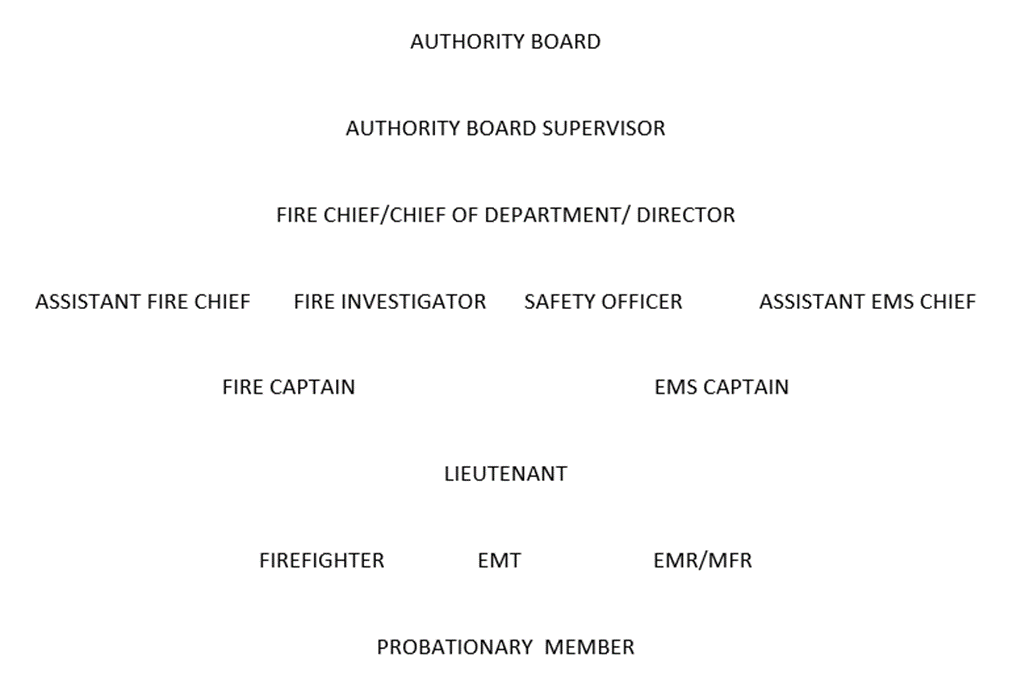 AUTHORITY BOARD
AUTHORITY BOARD SUPERVISOR
FIRE CHIEF/CHIEF OF DEPARTMENT/ DIRECTOR
ASSISTANT FIRE CHIEF FIRE INVESTIGATOR SAFETY OFFICER ASSISTANT EMS CHIEF
FIRE CAPTAIN EMS CAPTAIN
LIEUTENANT
FIREFIGHTER EMT EMR/MFR
PROBATIONARY MEMBER